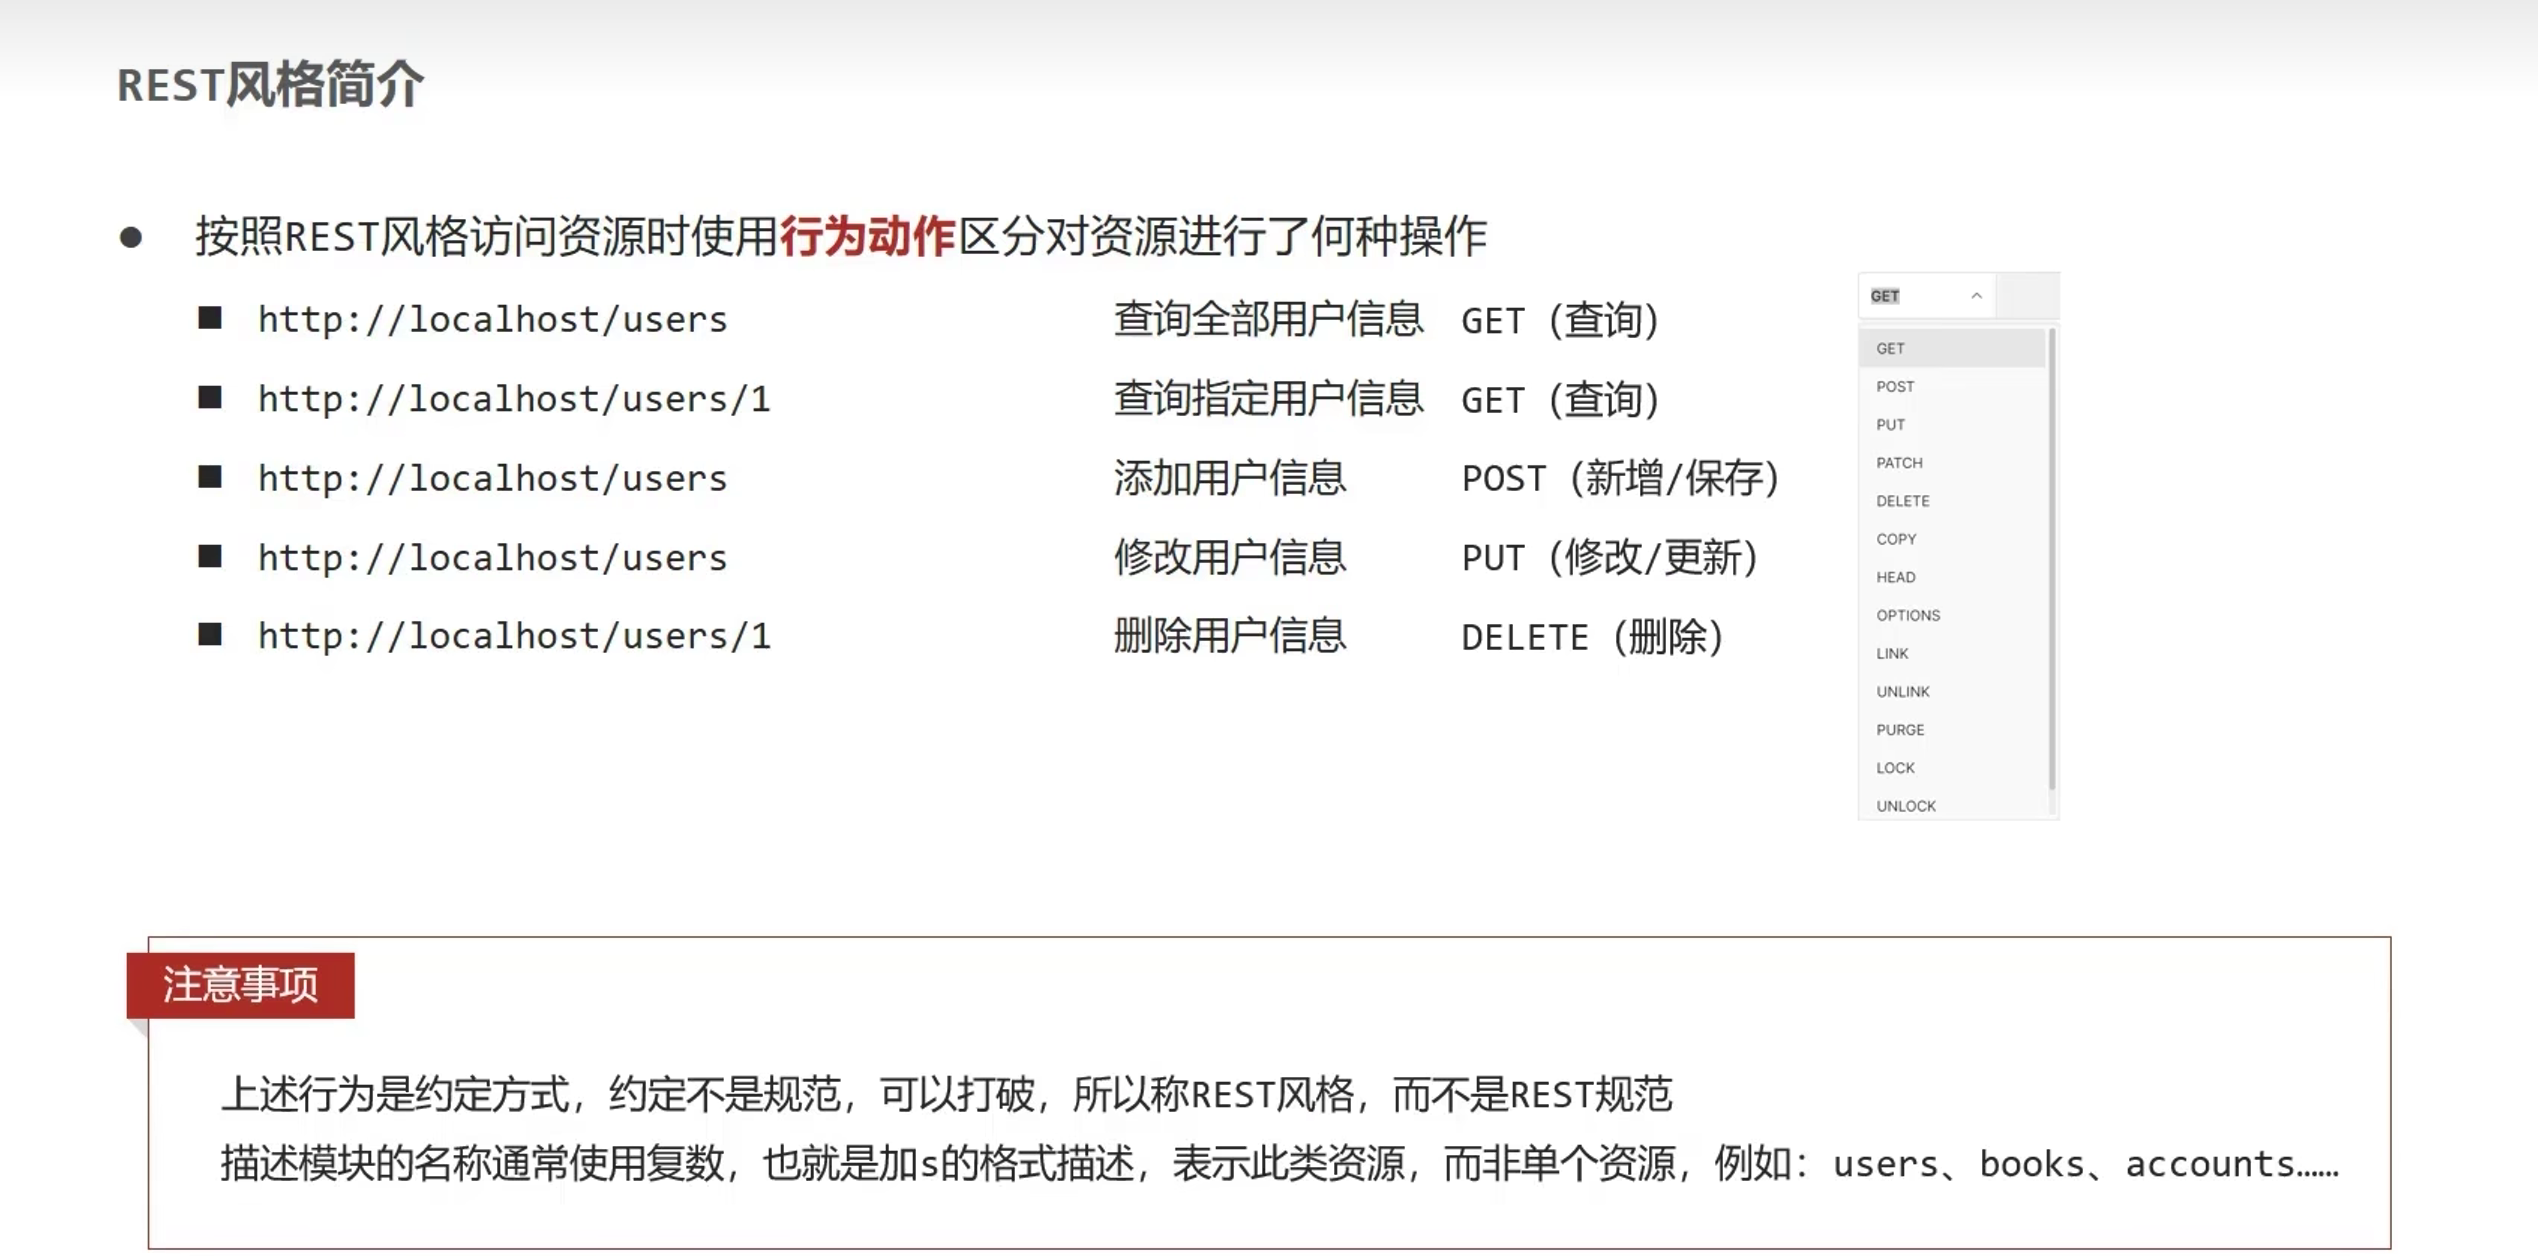 REST风格简介
按照REST风格访问资源时使用行为动作区分对资源进行了何种操作
http://localhost/users 查询全部用户信息 GET（查询）
http://localhost/users/1 查询指定用户信息 GET（查询）
http://localhost/users 添加用户信息 POST（新增/保存）
http://localhost/users 修改用户信息 PUT（修改/更新）
http://localhost/users/1 删除用户信息 DELETE（删除）
GET
GET
POST
PUT
PATCH
DELETE
COPY
HEAD
OPTIONS
LINK
UNLINK
PURGE
LOCK
UNLOCK
注意事项
上述行为是约定方式，约定不是规范，可以打破，所以称REST风格，而不是REST规范
描述模块的名称通常使用复数，也就是加s的格式描述，表示此类资源，而非单个资源，例如：users、books、accounts……